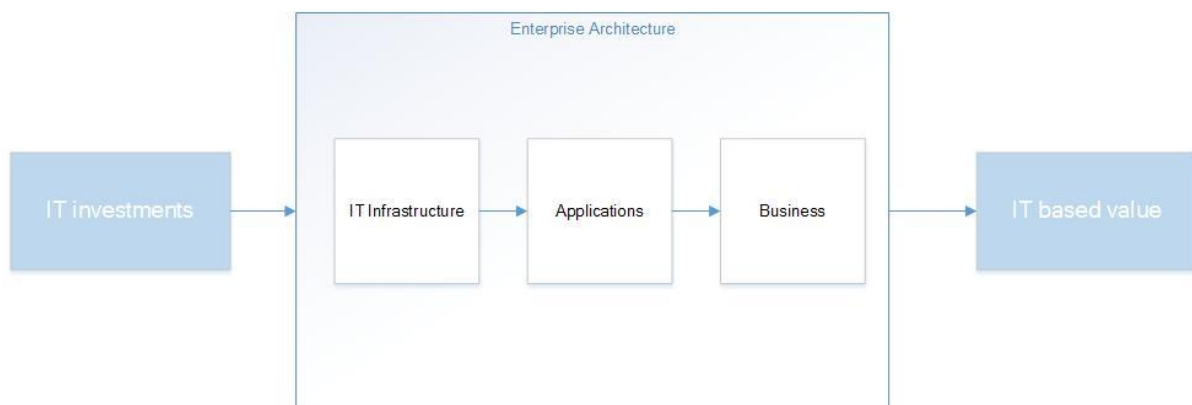 Enterprise Architecture
IT investments
IT Infrastructure
Applications
Business
IT based value